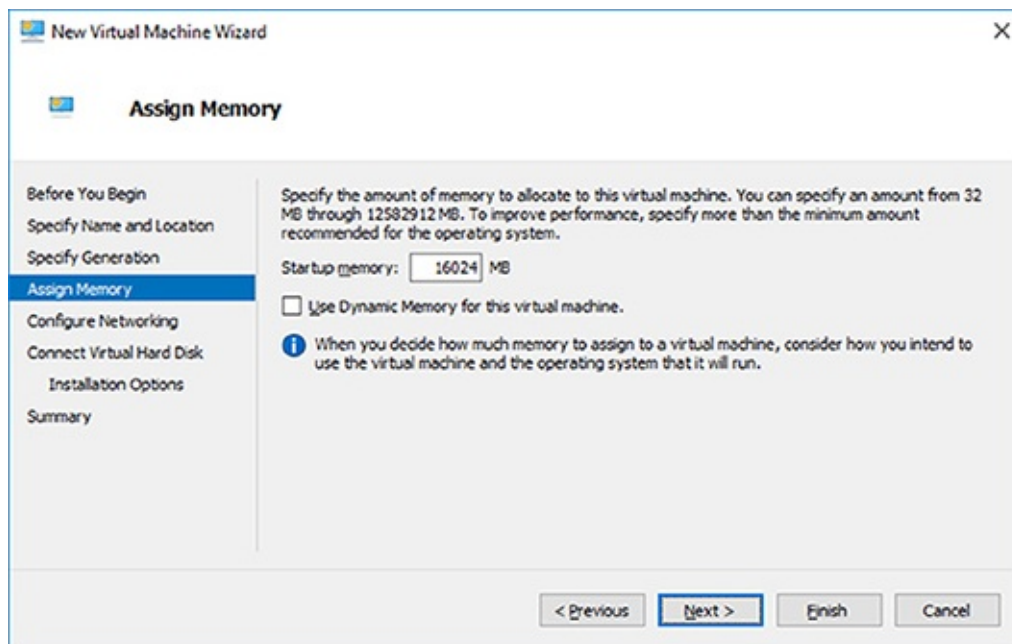 New Virtual Machine Wizard
Assign Memory
Before You Begin
Specify Name and Location
Specify Generation
Assign Memory
Configure Networking
Connect Virtual Hard Disk
Installation Options
Summary
Specify the amount of memory to allocate to this virtual machine. You can specify an amount from 32
MB through 12582912 MB. To improve performance, specify more than the minimum amount
recommended for the operating system.
Startup memory: 16024 MB
Use Dynamic Memory for this virtual machine.
When you decide how much memory to assign to a virtual machine, consider how you intend to
use the virtual machine and the operating system that it will run.
< Previous Next > Finish Cancel